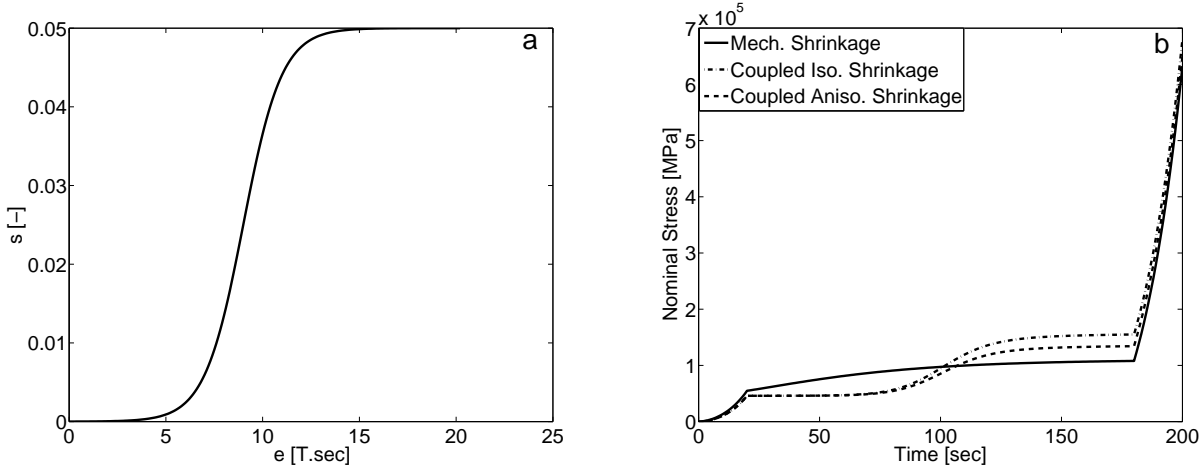 a
0.05
0.04
0.03
0.02
0.01
0
0 5 10 15 20 25
s [−]
e [T.sec]
b
x 10^5
7
6
5
4
3
2
1
0
0 50 100 150 200
Nominal Stress [MPa]
Time [sec]
Mech. Shrinkage
Coupled Iso. Shrinkage
Coupled Aniso. Shrinkage